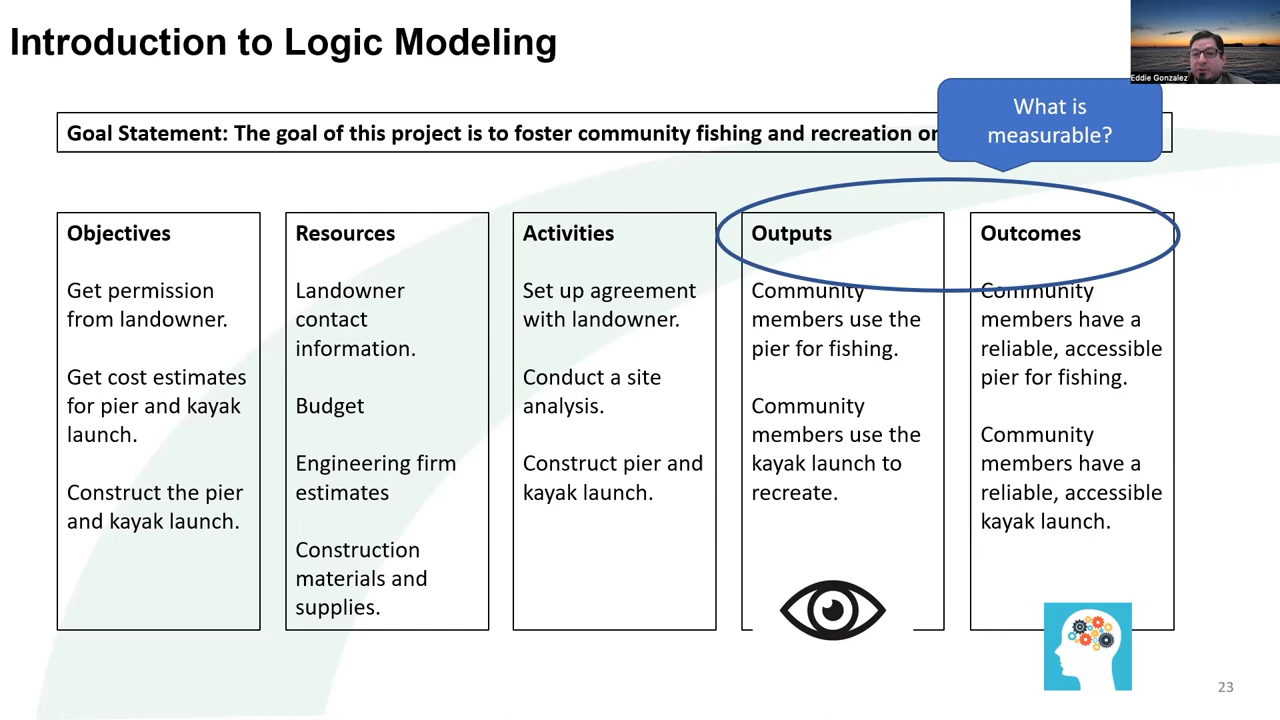 Introduction to Logic Modeling
Eddie Gonzalez
What is
measurable?
Goal Statement: The goal of this project is to foster community fishing and recreation
Objectives
Get permission
from landowner.
Get cost estimates
for pier and kayak
launch.
Construct the pier
and kayak launch.
Resources
Landowner
contact
information.
Budget
Engineering firm
estimates
Construction
materials and
supplies.
Activities
Set up agreement
with landowner.
Conduct a site
analysis.
Construct pier and
kayak launch.
Outputs
Community
members use the
pier for fishing.
Community
members use the
kayak launch to
recreate.
Outcomes
Community
members have a
reliable, accessible
pier for fishing.
Community
members have a
reliable, accessible
kayak launch.
23